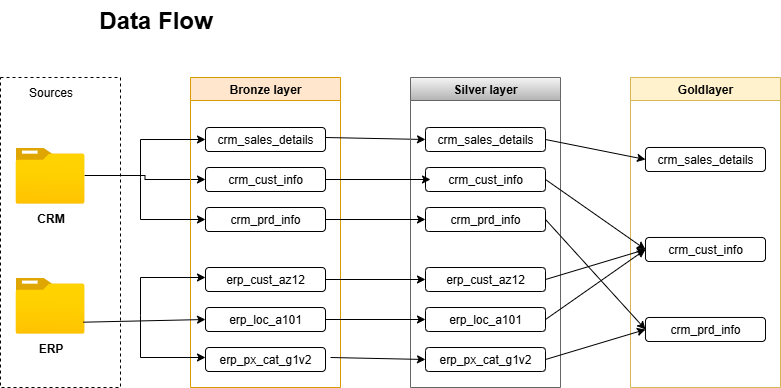 Data Flow
Sources
Bronze layer
Silver layer
Goldlayer
CRM
ERP
crm_sales_details
crm_cust_info
crm_prd_info
erp_cust_az12
erp_loc_a101
erp_px_cat_g1v2
crm_sales_details
crm_cust_info
crm_prd_info
erp_cust_az12
erp_loc_a101
erp_px_cat_g1v2
crm_sales_details
crm_cust_info
crm_prd_info